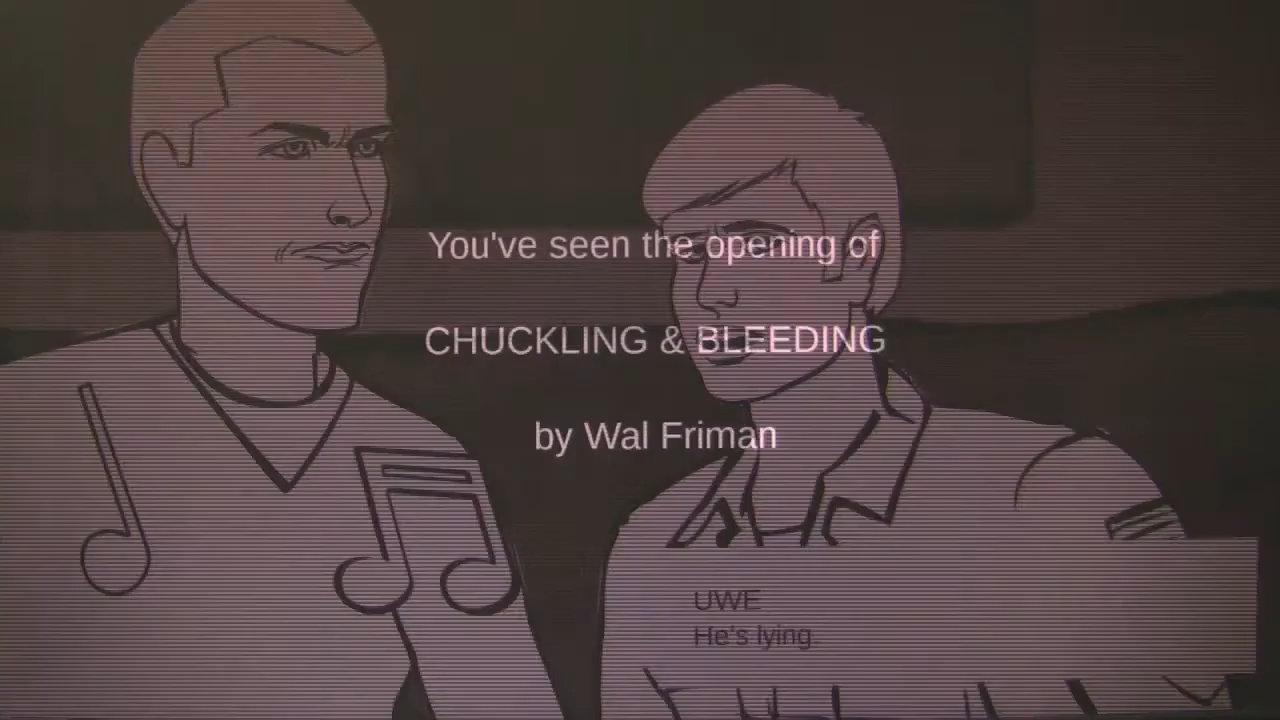 You've seen the opening of
CHUCKLING & BLEEDING
by Wal Friman
UWE
He's lying.